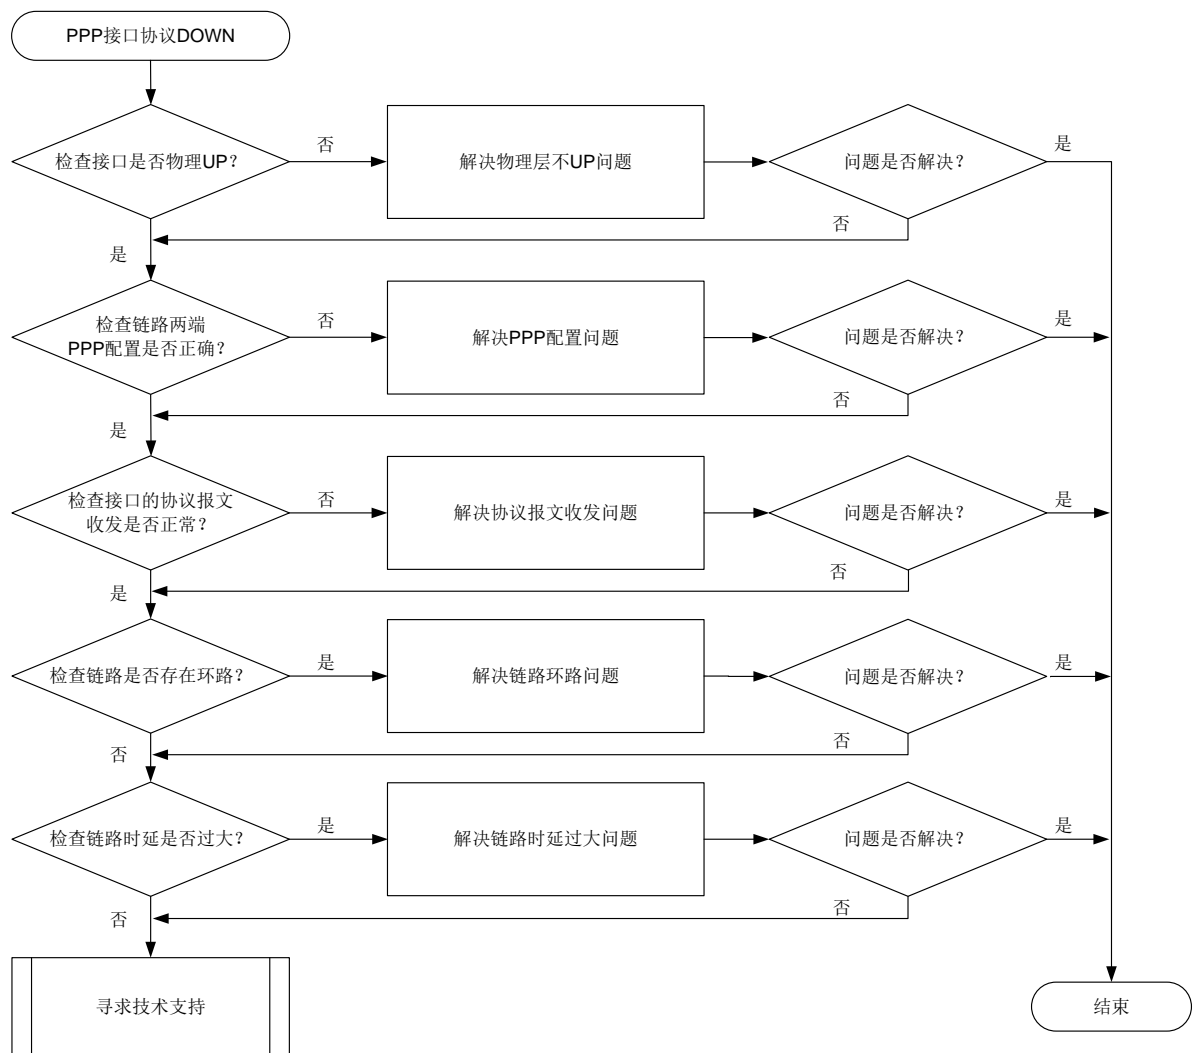 PPP接口协议DOWN
检查接口是否物理UP？
否
解决物理层不UP问题
问题是否解决？
是
否
是
检查链路两端
PPP配置是否正确？
否
解决PPP配置问题
问题是否解决？
是
否
是
检查接口的协议报文
收发是否正常？
否
解决协议报文收发问题
问题是否解决？
是
否
是
检查链路是否存在环路？
是
解决链路环路问题
问题是否解决？
是
否
否
检查链路时延是否过大？
是
解决链路时延过大问题
问题是否解决？
是
否
否
寻求技术支持
结束